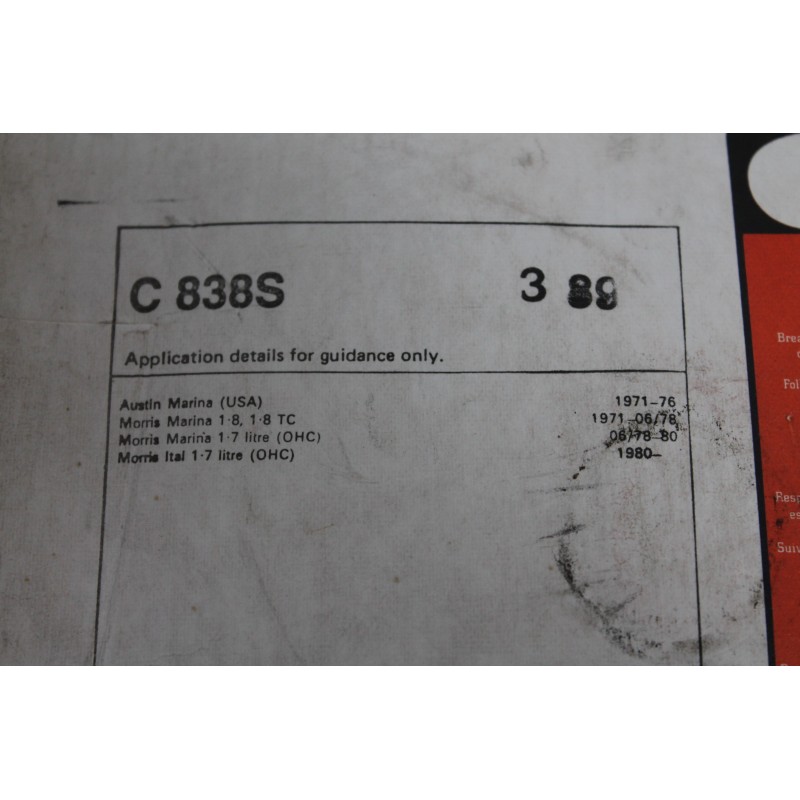 C 838S 3 89
Application details for guidance only.
Austin Marina (USA) 1971-76
Morris Marina 1·8, 1·8 TC 1971-06/78
Morris Marina 1·7 litre (OHC) 06/78-80
Morris Ital 1·7 litre (OHC) 1980-